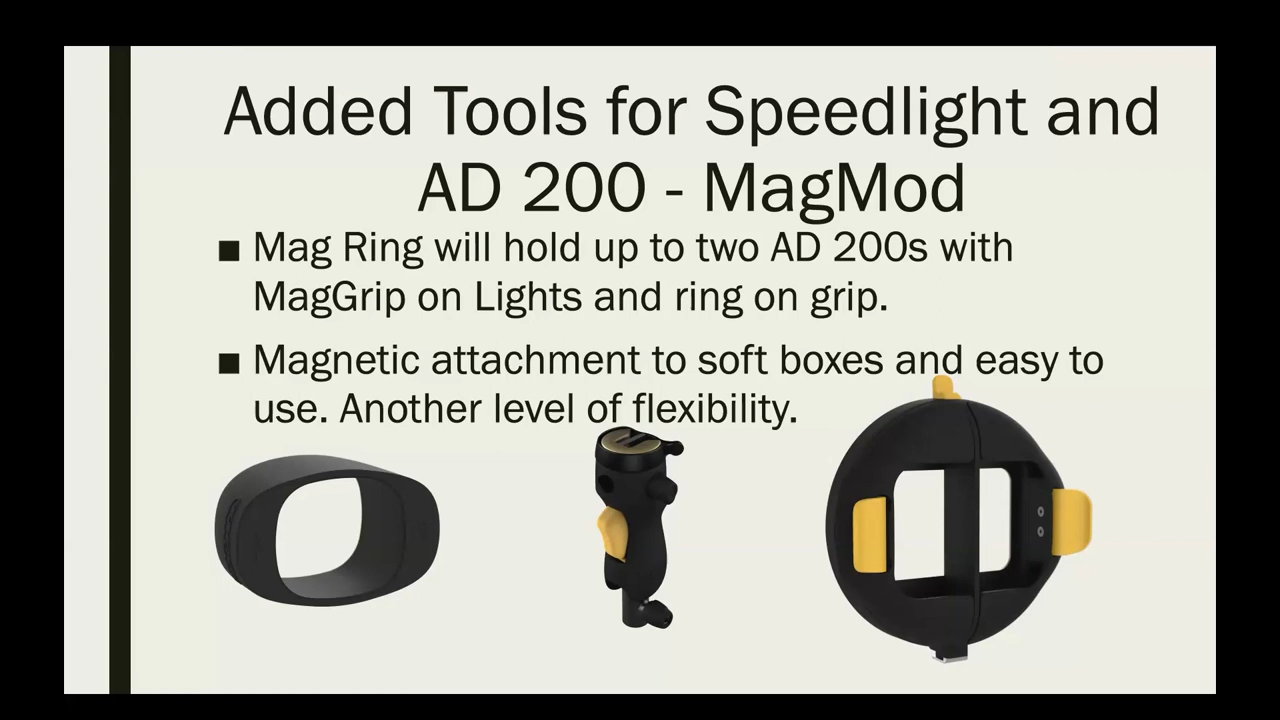 Added Tools for Speedlight and
AD 200 - MagMod
■ Mag Ring will hold up to two AD 200s with
MagGrip on Lights and ring on grip.
■ Magnetic attachment to soft boxes and easy to
use. Another level of flexibility.